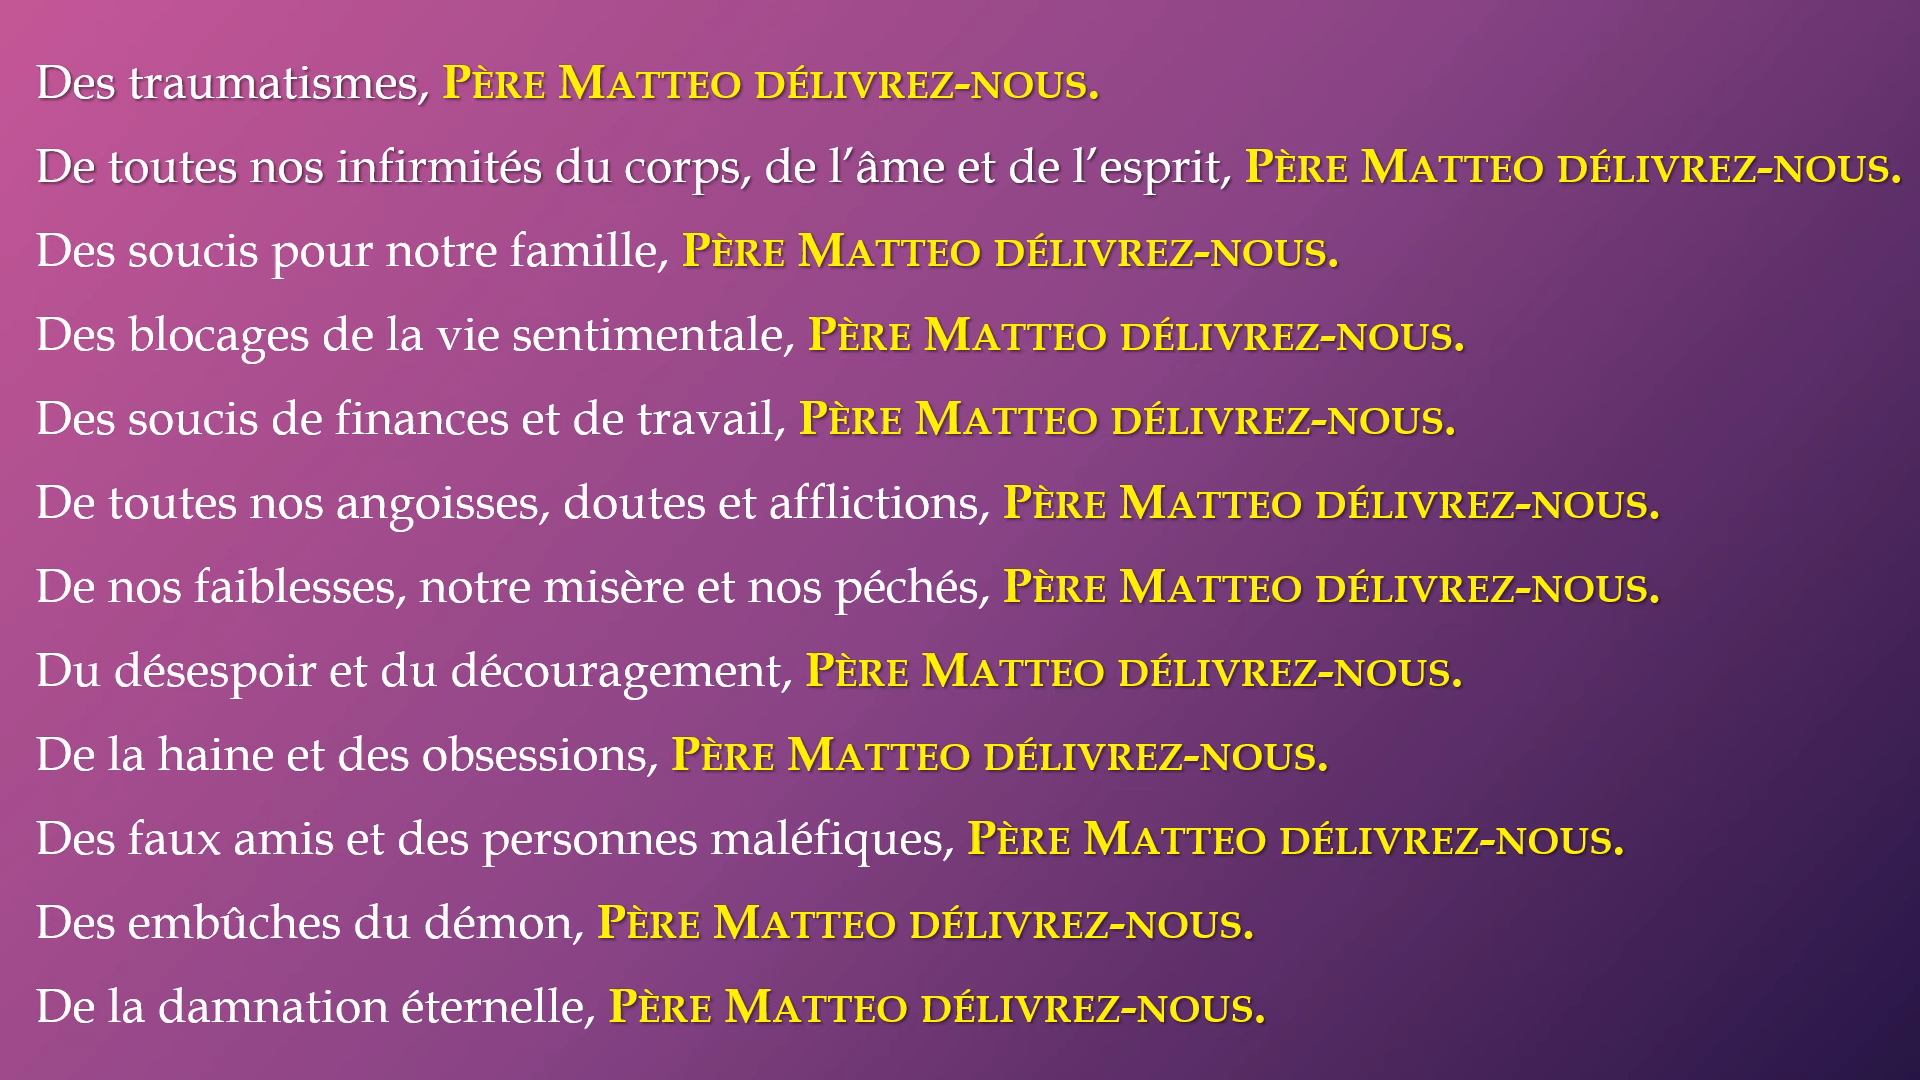 Des traumatismes, Père Matteo délivrez-nous.
De toutes nos infirmités du corps, de l’âme et de l’esprit, Père Matteo délivrez-nous.
Des soucis pour notre famille, Père Matteo délivrez-nous.
Des blocages de la vie sentimentale, Père Matteo délivrez-nous.
Des soucis de finances et de travail, Père Matteo délivrez-nous.
De toutes nos angoisses, doutes et afflictions, Père Matteo délivrez-nous.
De nos faiblesses, notre misère et nos péchés, Père Matteo délivrez-nous.
Du désespoir et du découragement, Père Matteo délivrez-nous.
De la haine et des obsessions, Père Matteo délivrez-nous.
Des faux amis et des personnes maléfiques, Père Matteo délivrez-nous.
Des embûches du démon, Père Matteo délivrez-nous.
De la damnation éternelle, Père Matteo délivrez-nous.